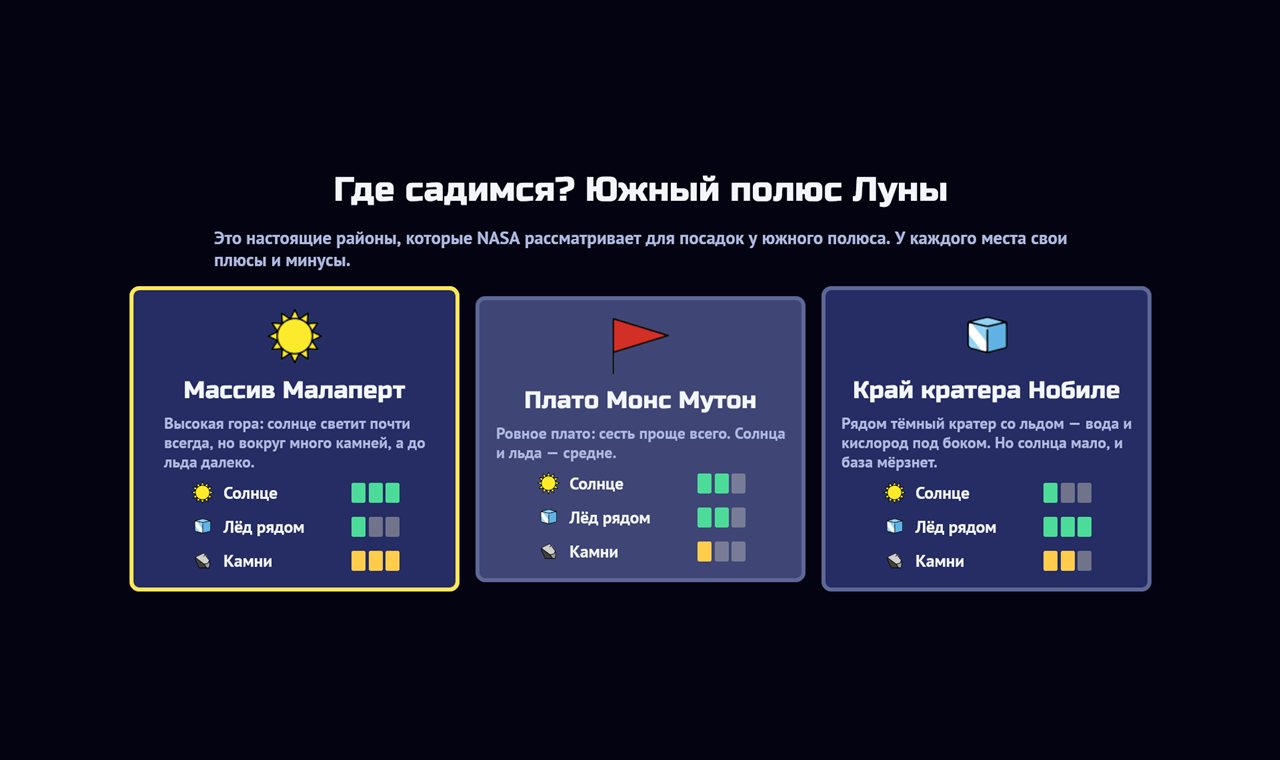 Где садимся? Южный полюс Луны
Это настоящие районы, которые NASA рассматривает для посадок у южного полюса. У каждого места свои
плюсы и минусы.
Массив Малаперт
Высокая гора: солнце светит почти
всегда, но вокруг много камней, а до
льда далеко.
Солнце
Лёд рядом
Камни
Плато Монс Мутон
Ровное плато: сесть проще всего. Солнца
и льда — средне.
Солнце
Лёд рядом
Камни
Край кратера Нобиле
Рядом тёмный кратер со льдом — вода и
кислород под боком. Но солнца мало, и
база мёрзнет.
Солнце
Лёд рядом
Камни